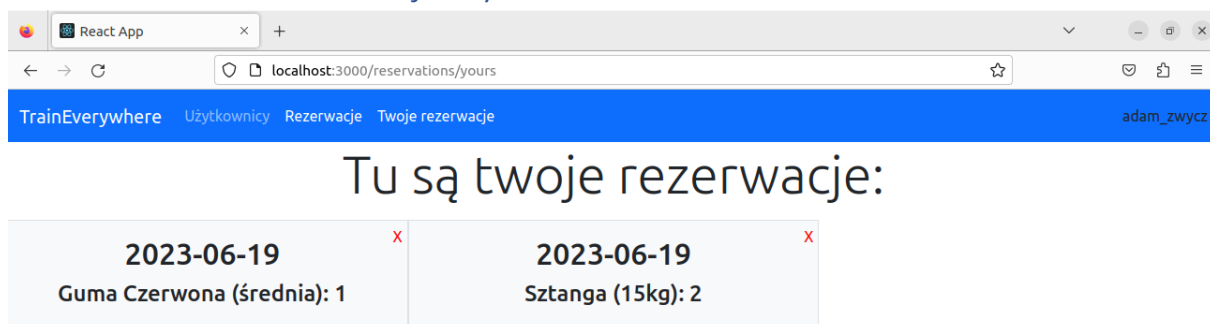 React App
localhost:3000/reservations/yours
TrainEverywhere Użytkownicy Rezerwacje Twoje rezerwacje adam_zwycz
Tu są twoje rezerwacje:
X X
2023-06-19 2023-06-19
Guma Czerwona (średnia): 1 Sztanga (15kg): 2